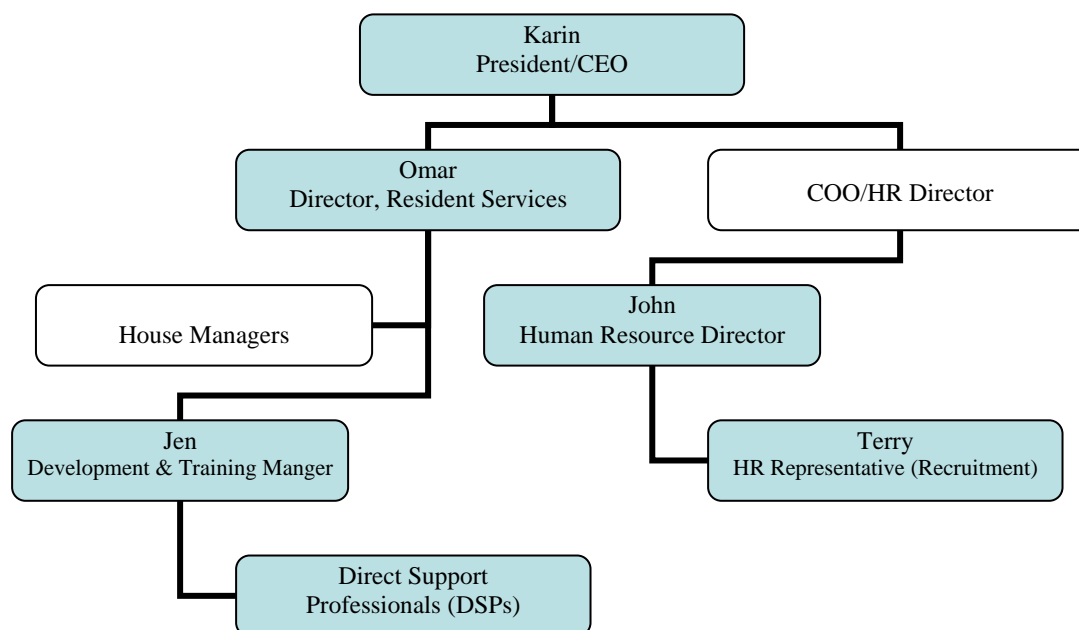 Karin
President/CEO
Omar
Director, Resident Services
COO/HR Director
House Managers
John
Human Resource Director
Jen
Development & Training Manger
Terry
HR Representative (Recruitment)
Direct Support
Professionals (DSPs)